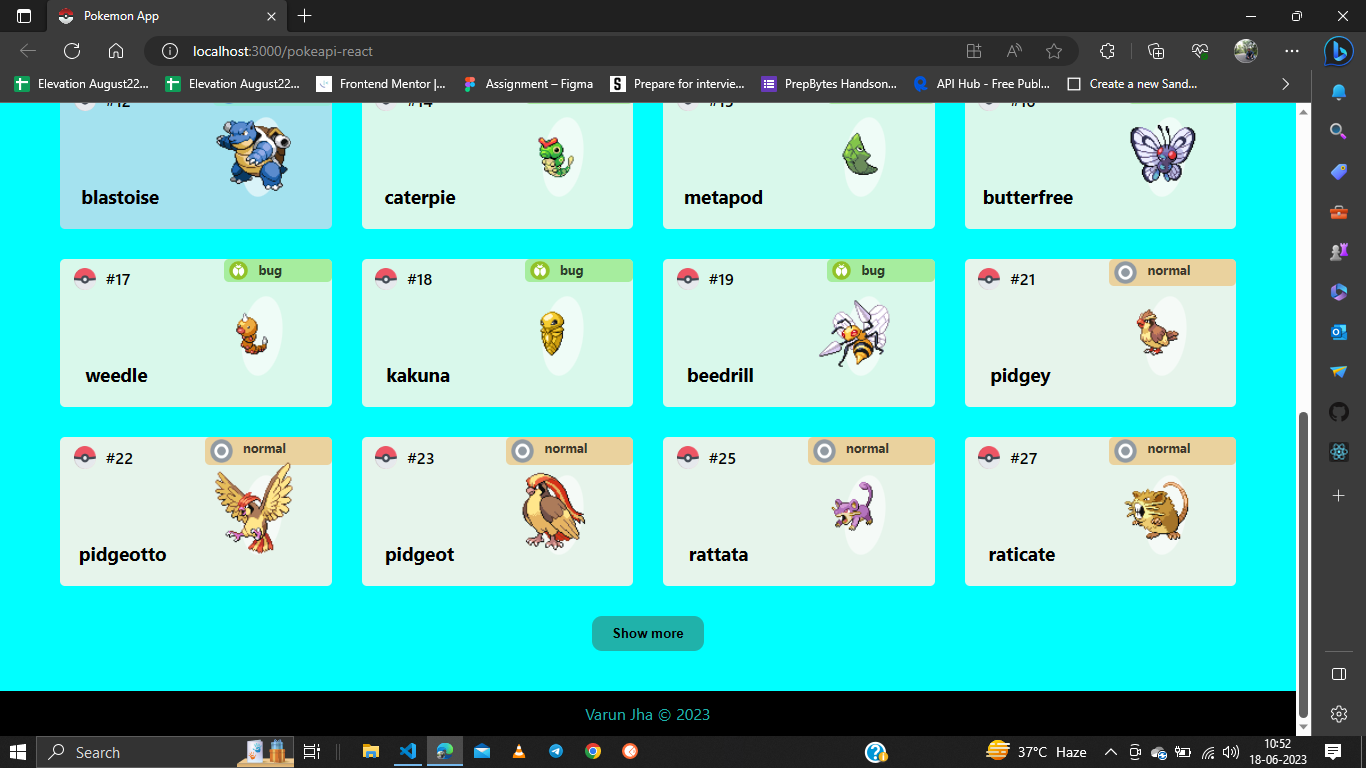 Pokemon App
localhost:3000/pokeapi-react
Elevation August22...
Elevation August22...
Frontend Mentor |...
Assignment – Figma
Prepare for intervie...
PrepBytes Handson...
API Hub - Free Publ...
Create a new Sand...
#12
#14
#15
#16
blastoise
caterpie
metapod
butterfree
#17
bug
#18
bug
#19
bug
#21
normal
weedle
kakuna
beedrill
pidgey
#22
normal
#23
normal
#25
normal
#27
normal
pidgeotto
pidgeot
rattata
raticate
Show more
Varun Jha © 2023
Search
37°C Haze
10:52
18-06-2023